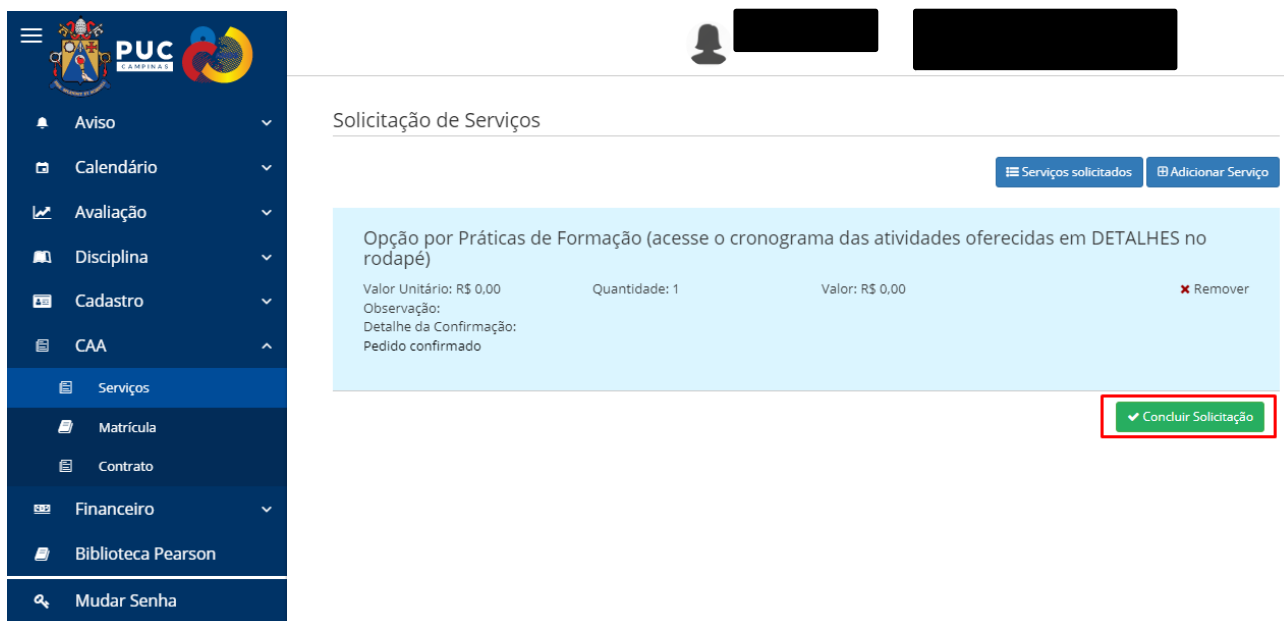 PUC
CAMPINAS
Aviso
Calendário
Avaliação
Disciplina
Cadastro
CAA
Serviços
Matrícula
Contrato
Financeiro
Biblioteca Pearson
Mudar Senha
Solicitação de Serviços
Serviços solicitados
Adicionar Serviço
Opção por Práticas de Formação (acesse o cronograma das atividades oferecidas em DETALHES no
rodapé)
Valor Unitário: R$ 0,00 Quantidade: 1 Valor: R$ 0,00 Remover
Observação:
Detalhe da Confirmação:
Pedido confirmado
Concluir Solicitação